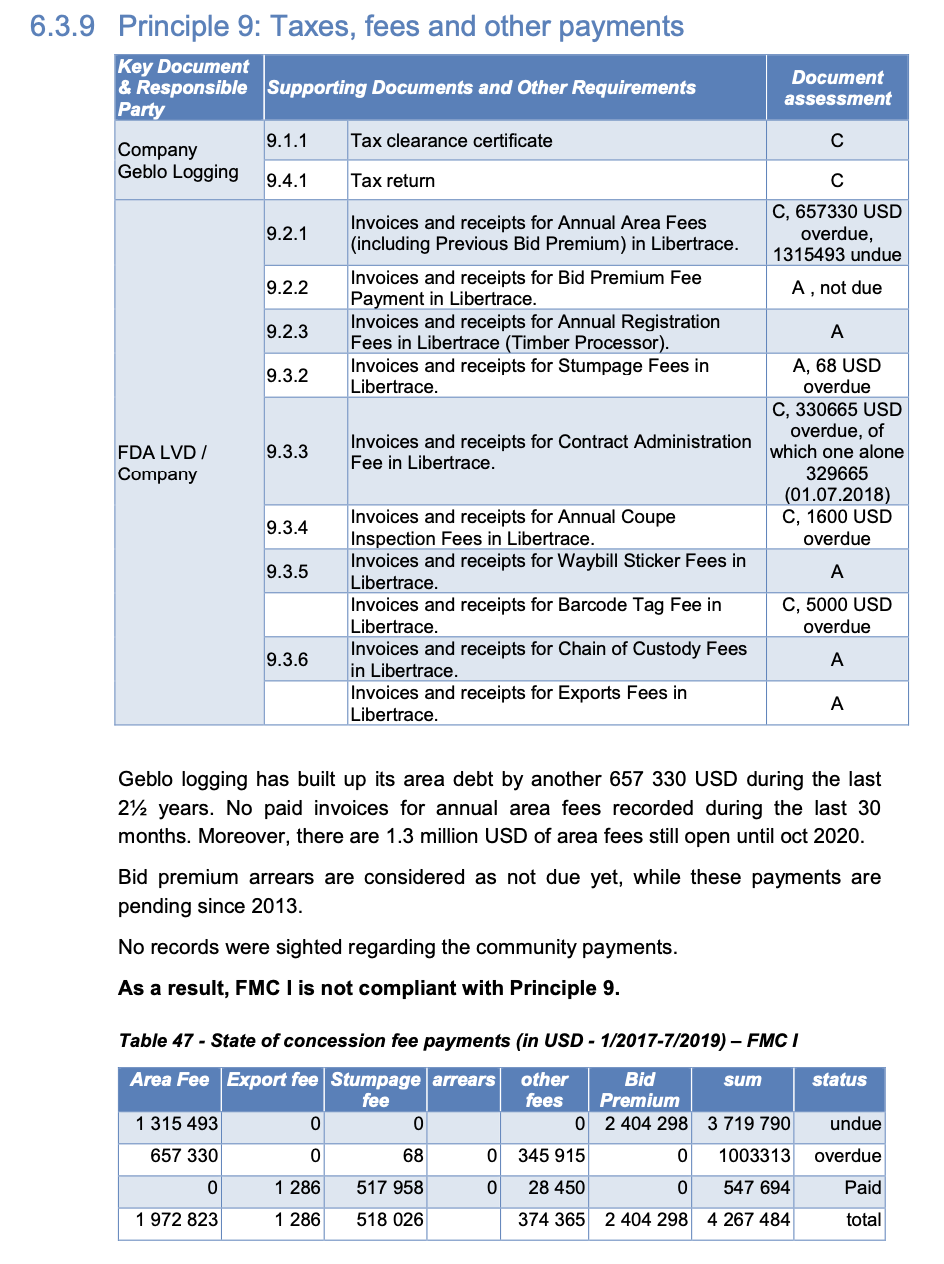 6.3.9 Principle 9: Taxes, fees and other payments
Key Document
& Responsible
Party
Supporting Documents and Other Requirements
Document
assessment
Company
Geblo Logging
9.1.1 Tax clearance certificate C
9.4.1 Tax return C
FDA LVD /
Company
9.2.1
Invoices and receipts for Annual Area Fees
(including Previous Bid Premium) in Libertrace.
C, 657330 USD
overdue,
1315493 undue
9.2.2
Invoices and receipts for Bid Premium Fee
Payment in Libertrace.
A , not due
9.2.3
Invoices and receipts for Annual Registration
Fees in Libertrace (Timber Processor).
A
9.3.2
Invoices and receipts for Stumpage Fees in
Libertrace.
A, 68 USD
overdue
9.3.3
Invoices and receipts for Contract Administration
Fee in Libertrace.
C, 330665 USD
overdue, of
which one alone
329665
(01.07.2018)
9.3.4
Invoices and receipts for Annual Coupe
Inspection Fees in Libertrace.
C, 1600 USD
overdue
9.3.5
Invoices and receipts for Waybill Sticker Fees in
Libertrace.
A
Invoices and receipts for Barcode Tag Fee in
Libertrace.
C, 5000 USD
overdue
9.3.6
Invoices and receipts for Chain of Custody Fees
in Libertrace.
A
Invoices and receipts for Exports Fees in
Libertrace.
A
Geblo logging has built up its area debt by another 657 330 USD during the last
2½ years. No paid invoices for annual area fees recorded during the last 30
months. Moreover, there are 1.3 million USD of area fees still open until oct 2020.
Bid premium arrears are considered as not due yet, while these payments are
pending since 2013.
No records were sighted regarding the community payments.
As a result, FMC I is not compliant with Principle 9.
Table 47 - State of concession fee payments (in USD - 1/2017-7/2019) – FMC I
Area Fee Export fee Stumpage fee arrears other fees Bid Premium sum status
1 315 493 0 0 0 2 404 298 3 719 790 undue
657 330 0 68 0 345 915 0 1003313 overdue
0 1 286 517 958 0 28 450 0 547 694 Paid
1 972 823 1 286 518 026 374 365 2 404 298 4 267 484 total